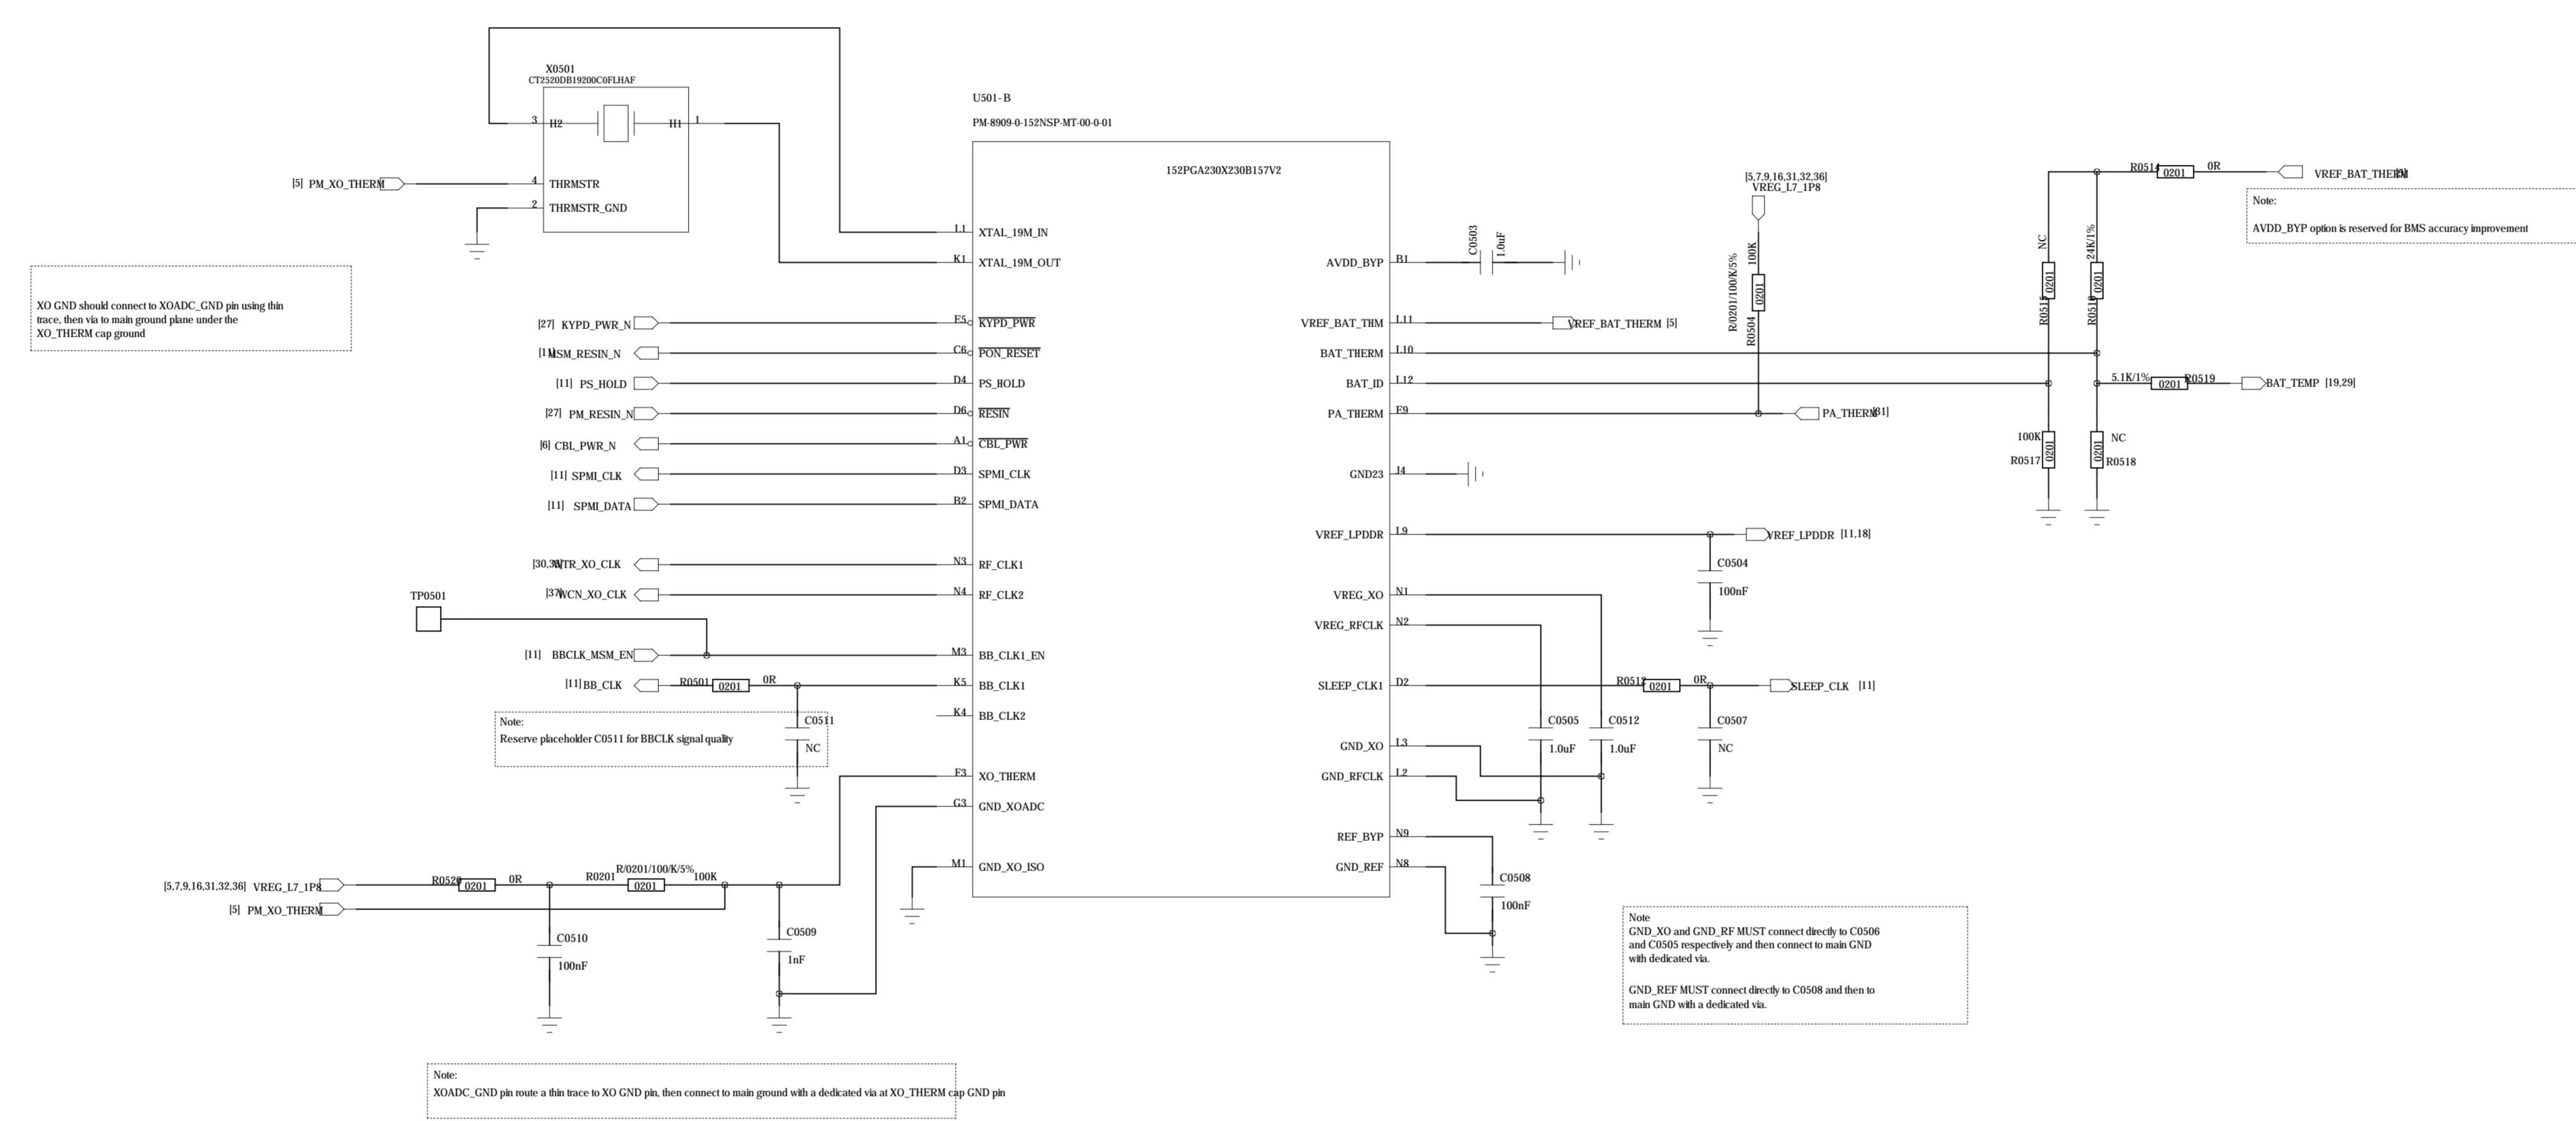 X0501
CT2520DB19200C0FLHAF
3 H2 H1 1
[5] PM_XO_THERM
4 THRMSTR
2 THRMSTR_GND
XO GND should connect to XOADC_GND pin using thin
trace, then via to main ground plane under the
XO_THERM cap ground
U501-B
PM-8909-0-152NSP-MT-00-0-01
152PGA230X230B157V2
L1 XTAL_19M_IN
K1 XTAL_19M_OUT
[27] KYPD_PWR_N E5 KYPD_PWR
[11] MSM_RESIN_N C6 PON_RESET
[11] PS_HOLD D4 PS_HOLD
[27] PM_RESIN_N D6 RESIN
[6] CBL_PWR_N A1 CBL_PWR
[11] SPMI_CLK D3 SPMI_CLK
[11] SPMI_DATA B2 SPMI_DATA
[30,35] WTR_XO_CLK N3 RF_CLK1
[37] WCN_XO_CLK N4 RF_CLK2
TP0501
[11] BBCLK_MSM_EN M3 BB_CLK1_EN
[11] BB_CLK R0501 0201 0R K5 BB_CLK1
K4 BB_CLK2
Note:
Reserve placeholder C0511 for BBCLK signal quality
C0511
NC
F3 XO_THERM
G3 GND_XOADC
M1 GND_XO_ISO
[5,7,9,16,31,32,36] VREG_L7_1P8 R0520 0201 0R
R0201 R/0201/100/K/5% 0201 100K
[5] PM_XO_THERM
C0510
100nF
C0509
1nF
Note:
XOADC_GND pin route a thin trace to XO GND pin, then connect to main ground with a dedicated via at XO_THERM cap GND pin
AVDD_BYP B1 C0503 1.0uF
VREF_BAT_THM L11 VREF_BAT_THERM [5]
BAT_THERM L10
BAT_ID L12
PA_THERM F9 PA_THERM [31]
GND23 J4
VREF_LPDDR L9 VREF_LPDDR [11,18]
C0504
100nF
VREG_XO N1
VREG_RFCLK N2
SLEEP_CLK1 D2 R0512 0201 0R SLEEP_CLK [11]
GND_XO L3
GND_RFCLK L2
C0505
1.0uF
C0512
1.0uF
C0507
NC
REF_BYP N9
GND_REF N8
C0508
100nF
[5,7,9,16,31,32,36]
VREG_L7_1P8
R/0201/100/K/5%
R0504 0201 100K
R0514 0201 0R VREF_BAT_THERM [5]
Note:
AVDD_BYP option is reserved for BMS accuracy improvement
R0515 0201 NC
R0516 0201 24K/1%
5.1K/1% 0201 R0519 BAT_TEMP [19,29]
100K
R0517 0201
NC
R0518 0201
Note
GND_XO and GND_RF MUST connect directly to C0506
and C0505 respectively and then connect to main GND
with dedicated via.
GND_REF MUST connect directly to C0508 and then to
main GND with a dedicated via.